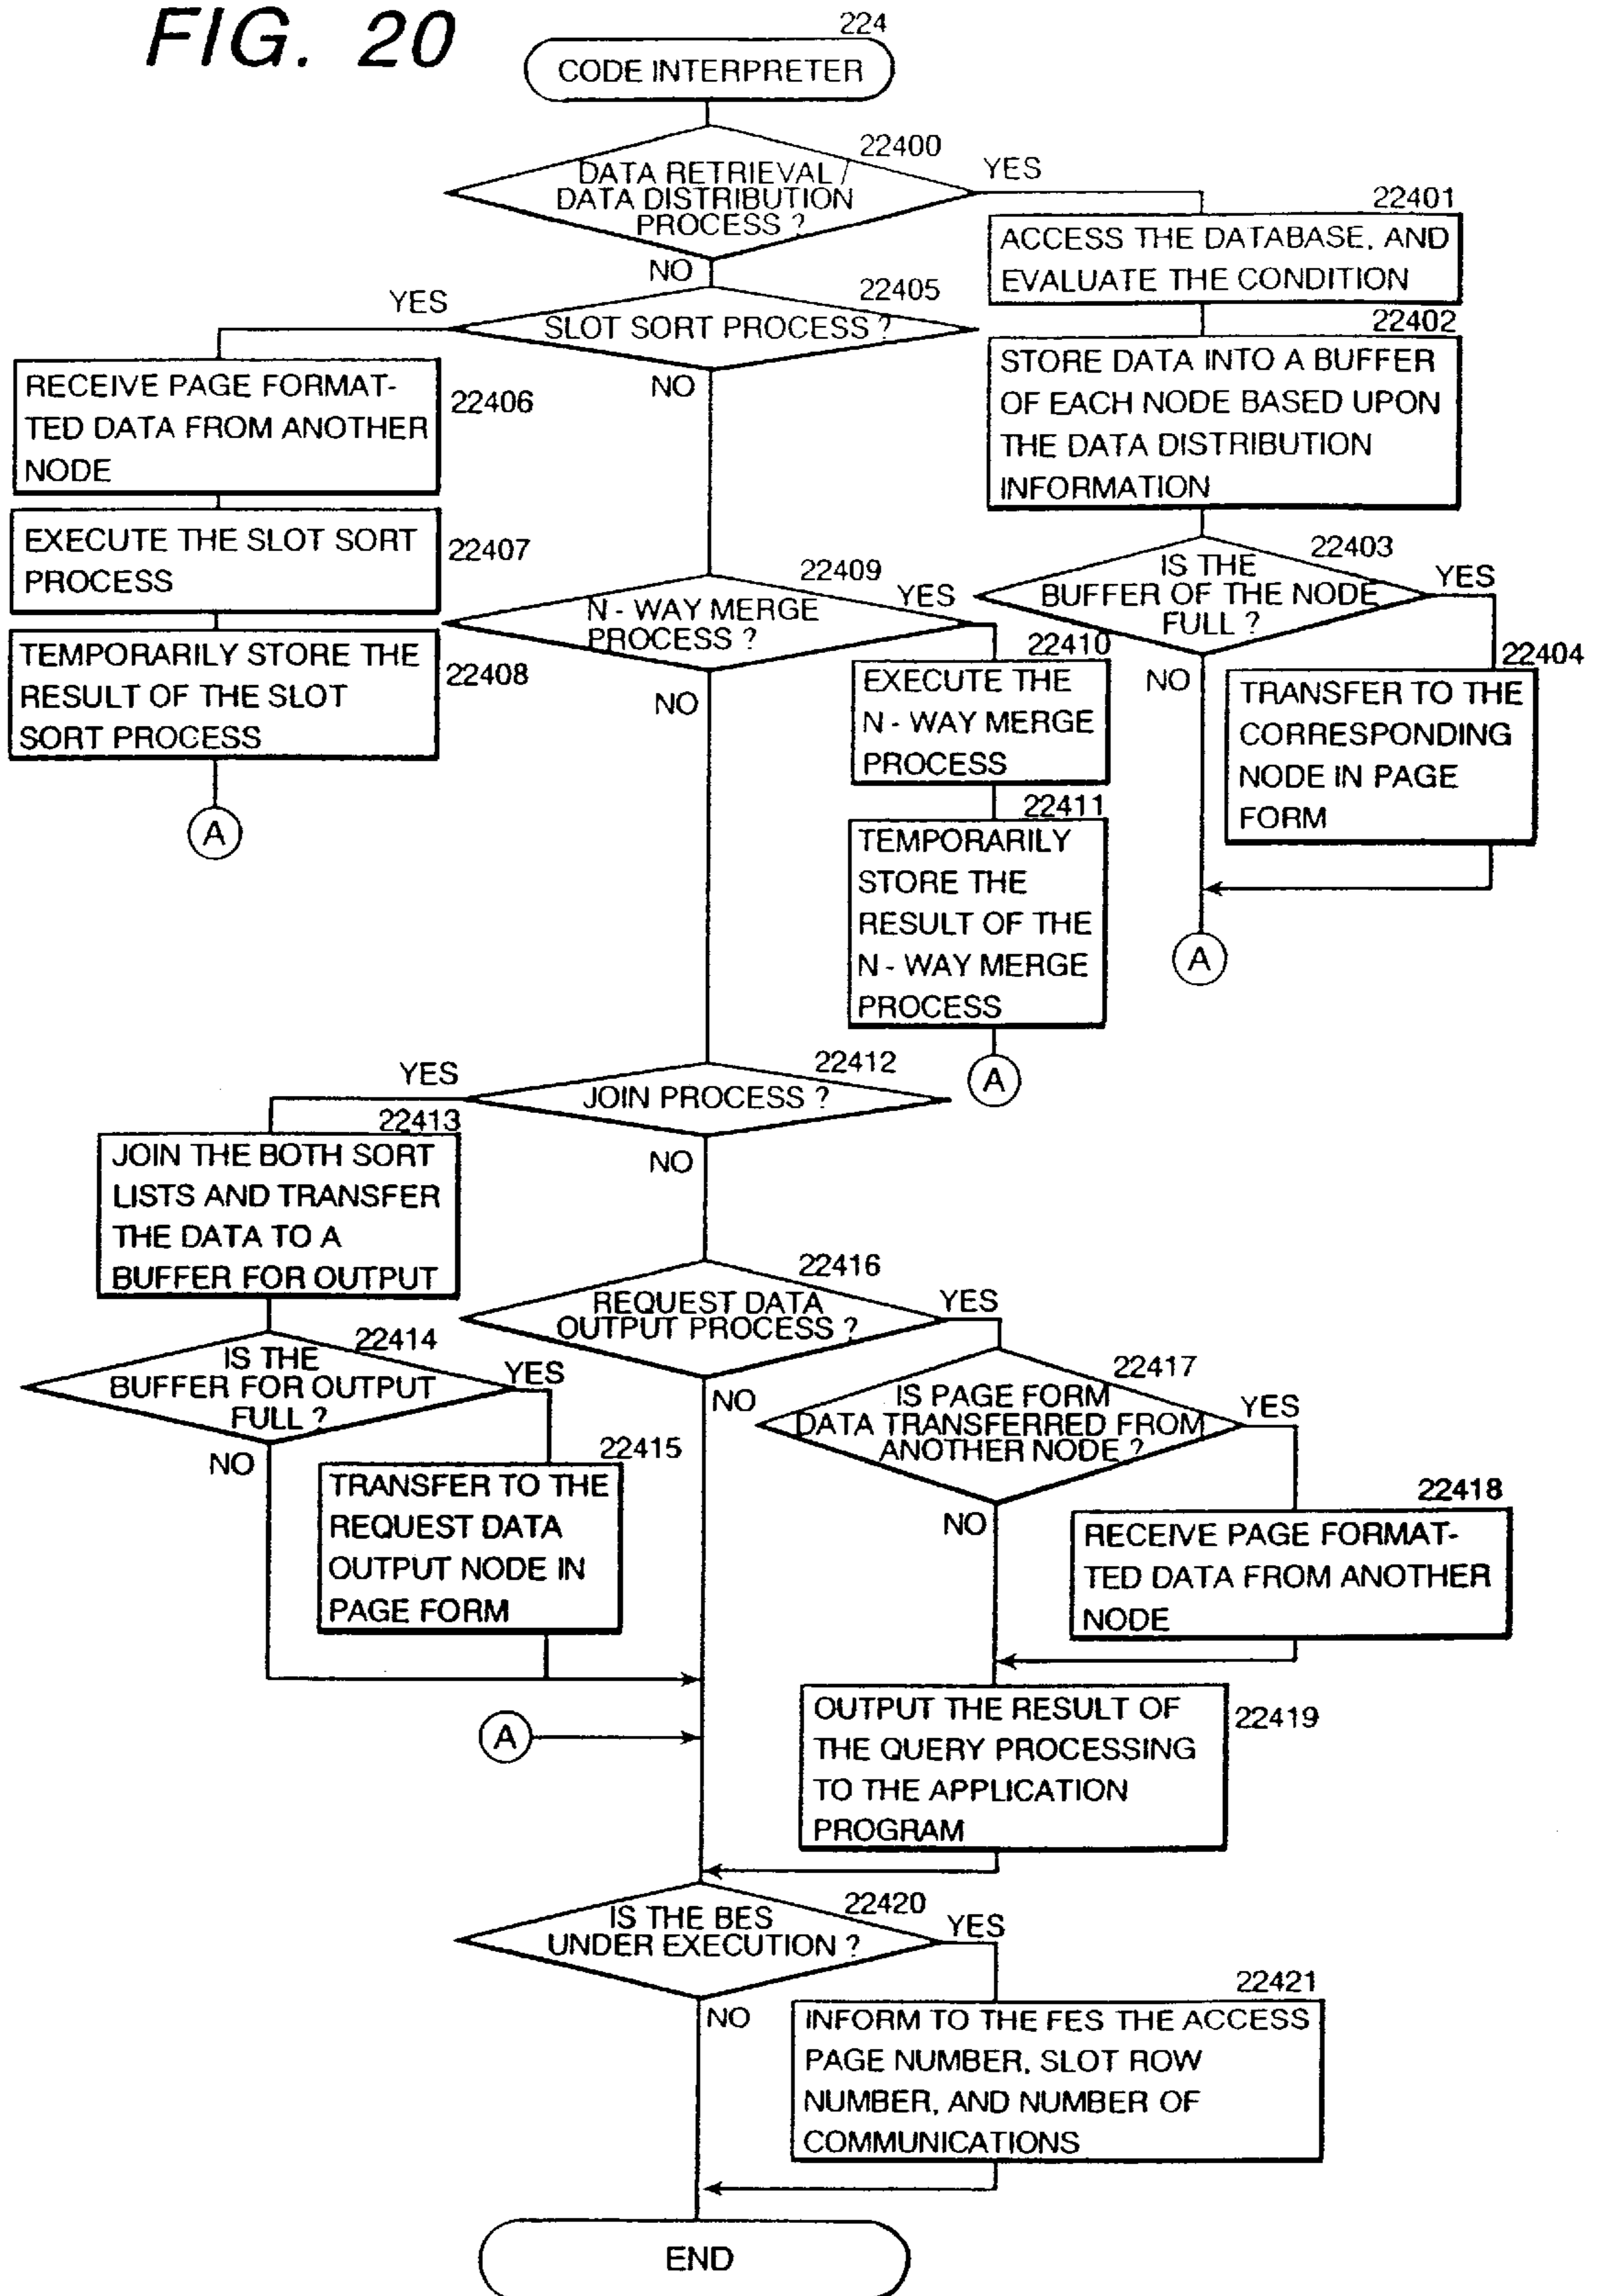 FIG. 20
224
CODE INTERPRETER
22400
DATA RETRIEVAL /
DATA DISTRIBUTION
PROCESS ?
YES
NO
22401
ACCESS THE DATABASE, AND
EVALUATE THE CONDITION
22402
STORE DATA INTO A BUFFER
OF EACH NODE BASED UPON
THE DATA DISTRIBUTION
INFORMATION
22403
IS THE
BUFFER OF THE NODE
FULL ?
YES
NO
22404
TRANSFER TO THE
CORRESPONDING
NODE IN PAGE
FORM
A
22405
SLOT SORT PROCESS ?
YES
NO
RECEIVE PAGE FORMAT-
TED DATA FROM ANOTHER
NODE
22406
EXECUTE THE SLOT SORT
PROCESS
22407
TEMPORARILY STORE THE
RESULT OF THE SLOT
SORT PROCESS
22408
A
22409
N - WAY MERGE
PROCESS ?
YES
NO
22410
EXECUTE THE
N - WAY MERGE
PROCESS
22411
TEMPORARILY
STORE THE
RESULT OF THE
N - WAY MERGE
PROCESS
A
22412
JOIN PROCESS ?
YES
NO
22413
JOIN THE BOTH SORT
LISTS AND TRANSFER
THE DATA TO A
BUFFER FOR OUTPUT
22414
IS THE
BUFFER FOR OUTPUT
FULL ?
YES
NO
22415
TRANSFER TO THE
REQUEST DATA
OUTPUT NODE IN
PAGE FORM
22416
REQUEST DATA
OUTPUT PROCESS ?
YES
NO
22417
IS PAGE FORM
DATA TRANSFERRED FROM
ANOTHER NODE ?
YES
NO
22418
RECEIVE PAGE FORMAT-
TED DATA FROM ANOTHER
NODE
OUTPUT THE RESULT OF
THE QUERY PROCESSING
TO THE APPLICATION
PROGRAM
22419
A
22420
IS THE BES
UNDER EXECUTION ?
YES
NO
22421
INFORM TO THE FES THE ACCESS
PAGE NUMBER, SLOT ROW
NUMBER, AND NUMBER OF
COMMUNICATIONS
END